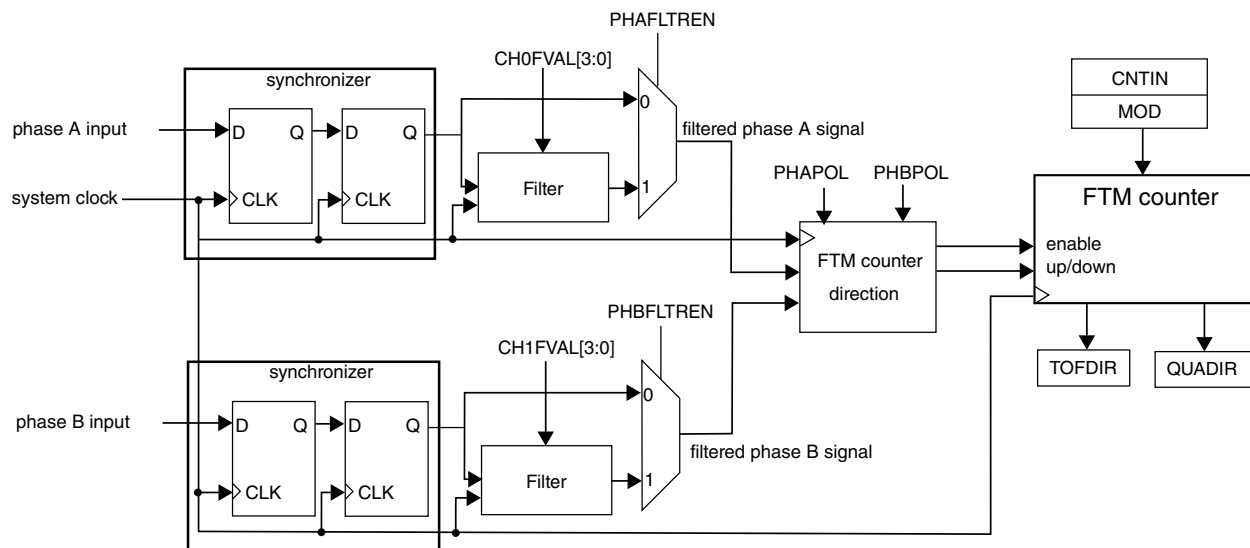 PHAFLTREN
CH0FVAL[3:0]
synchronizer
CNTIN
MOD
0
phase A input
D
Q
D
Q
filtered phase A signal
Filter
1
PHAPOL
PHBPOL
system clock
CLK
CLK
FTM counter
enable
up/down
FTM counter
direction
PHBFLTREN
CH1FVAL[3:0]
synchronizer
TOFDIR
QUADIR
0
phase B input
D
Q
D
Q
filtered phase B signal
Filter
1
CLK
CLK